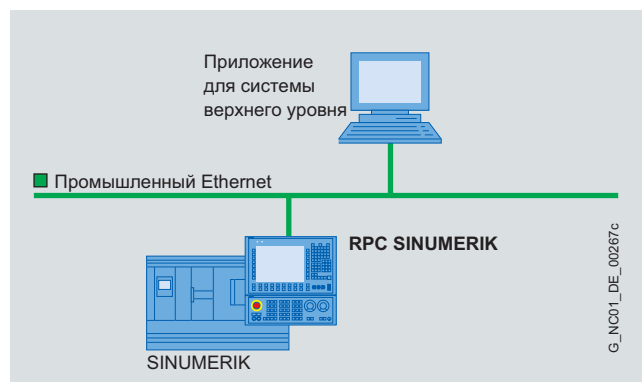 Приложение
для системы
верхнего уровня
Промышленный Ethernet
RPC SINUMERIK
SINUMERIK
G_NC01_DE_00267c